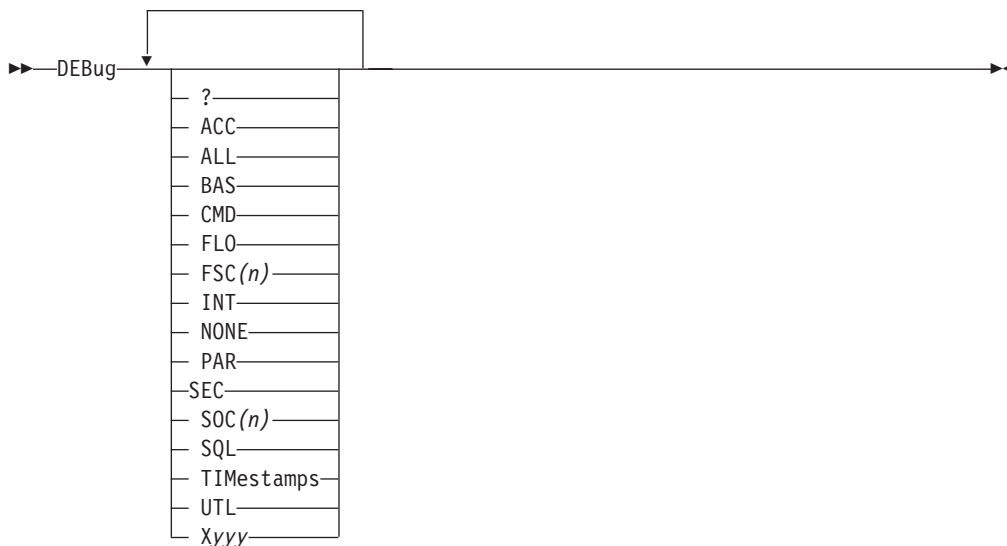 DEBug
?
ACC
ALL
BAS
CMD
FLO
FSC(n)
INT
NONE
PAR
SEC
SOC(n)
SQL
TIMestamps
UTL
Xyyy